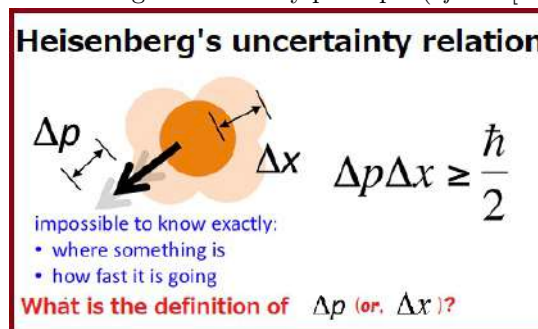 Heisenberg's uncertainty relation
Δp
Δx
ΔpΔx ≥ ħ/2
impossible to know exactly:
• where something is
• how fast it is going
What is the definition of Δp (or, Δx)?